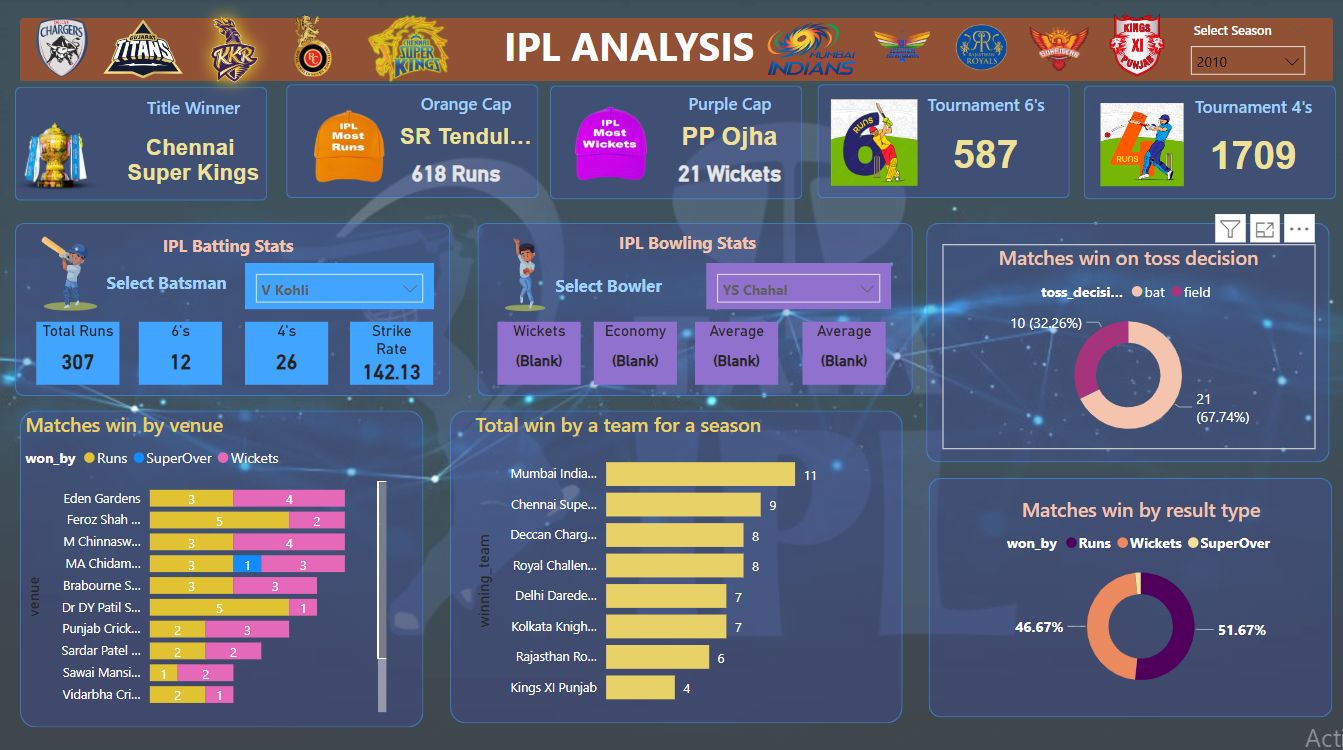 CHARGERS
GUJARAT
TITANS
KKR
CHENNAI
SUPER
KINGS
IPL ANALYSIS
MUMBAI
INDIANS
RAJASTHAN
ROYALS
SUNRISERS
KINGS
XI
PUNJAB
Select Season
2010
Title Winner
Chennai
Super Kings
IPL
Most
Runs
Orange Cap
SR Tendul...
618 Runs
IPL
Most
Wickets
Purple Cap
PP Ojha
21 Wickets
6
RUNS
Tournament 6's
587
4
RUNS
Tournament 4's
1709
IPL Batting Stats
Select Batsman
V Kohli
Total Runs
307
6's
12
4's
26
Strike
Rate
142.13
IPL Bowling Stats
Select Bowler
YS Chahal
Wickets
(Blank)
Economy
(Blank)
Average
(Blank)
Average
(Blank)
Matches win on toss decision
toss_decisi... bat field
10 (32.26%)
21
(67.74%)
Matches win by venue
won_by Runs SuperOver Wickets
venue
Eden Gardens 3 4
Feroz Shah ... 5 2
M Chinnasw... 3 4
MA Chidam... 3 1 3
Brabourne S... 3 3
Dr DY Patil S... 5 1
Punjab Crick... 2 3
Sardar Patel ... 2 2
Sawai Mansi... 1 2
Vidarbha Cri... 2 1
Total win by a team for a season
winning_team
Mumbai India... 11
Chennai Supe... 9
Deccan Charg... 8
Royal Challen... 8
Delhi Darede... 7
Kolkata Knigh... 7
Rajasthan Ro... 6
Kings XI Punjab 4
Matches win by result type
won_by Runs Wickets SuperOver
46.67%
51.67%
IPL
Acti